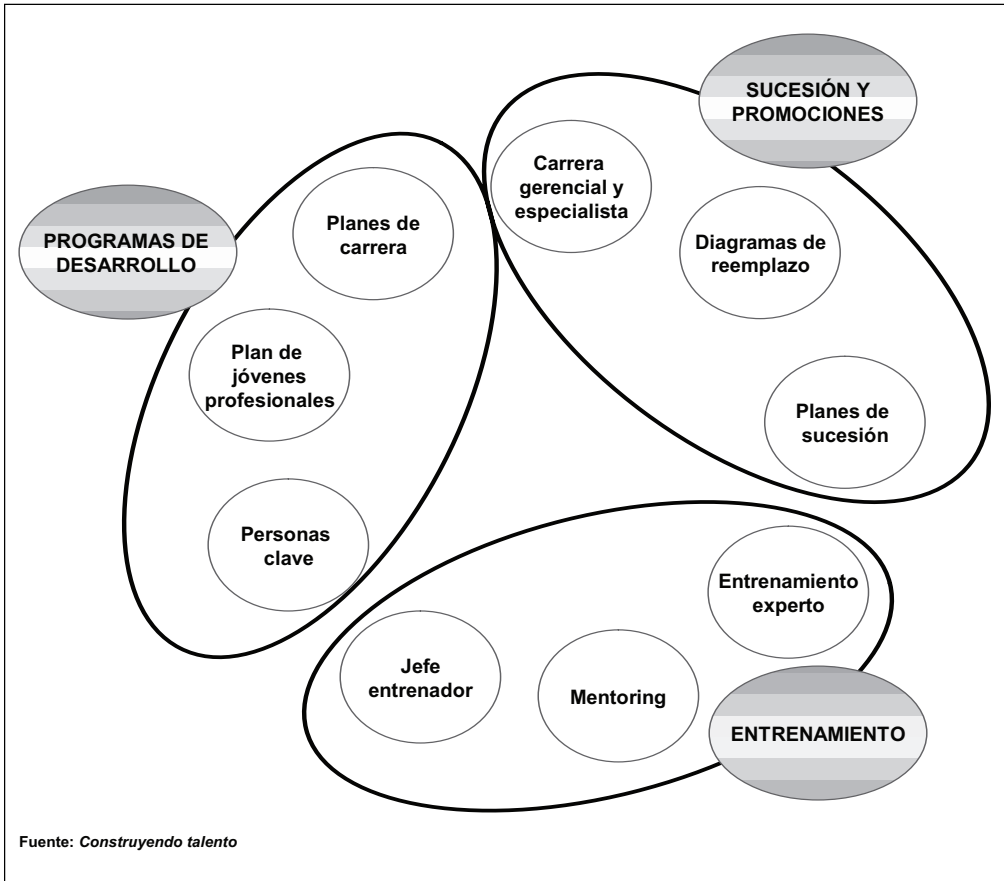 SUCESIÓN Y
PROMOCIONES
Carrera
gerencial y
especialista
Diagramas de
reemplazo
Planes de
sucesión
PROGRAMAS DE
DESARROLLO
Planes de
carrera
Plan de
jóvenes
profesionales
Personas
clave
Entrenamiento
experto
Jefe
entrenador
Mentoring
ENTRENAMIENTO
Fuente: Construyendo talento